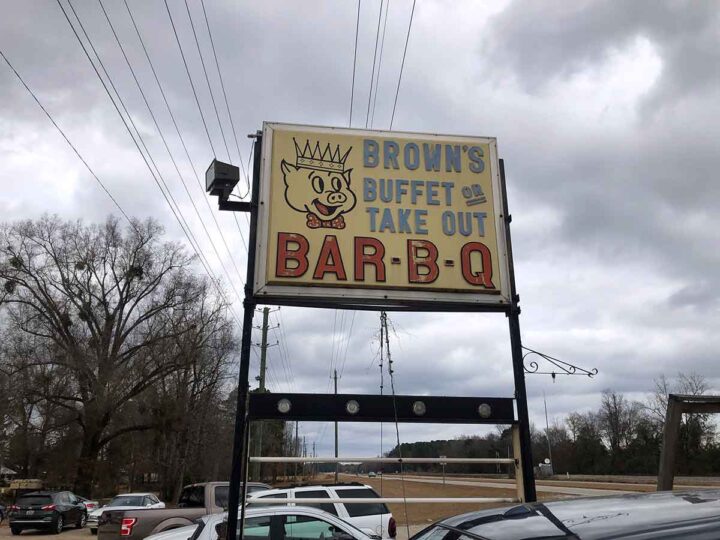 BROWN'S
BUFFET OR
TAKE OUT
BAR-B-Q